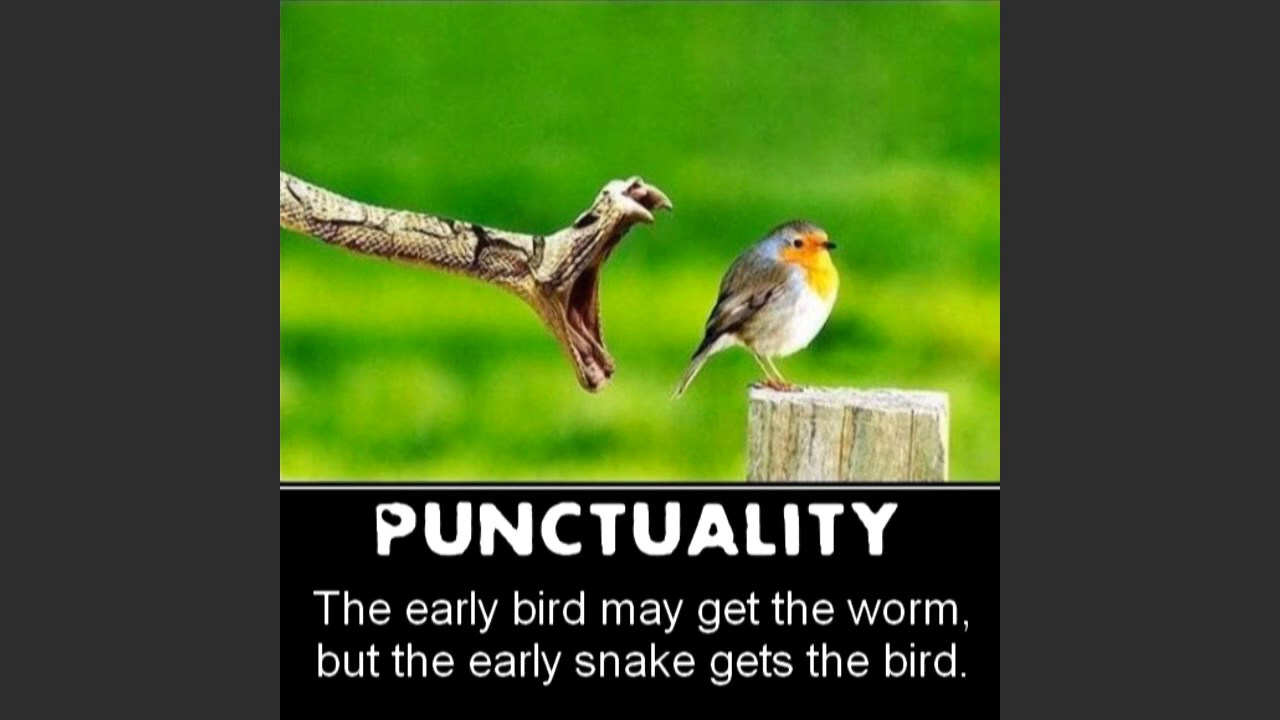 PUNCTUALITY
The early bird may get the worm,
but the early snake gets the bird.